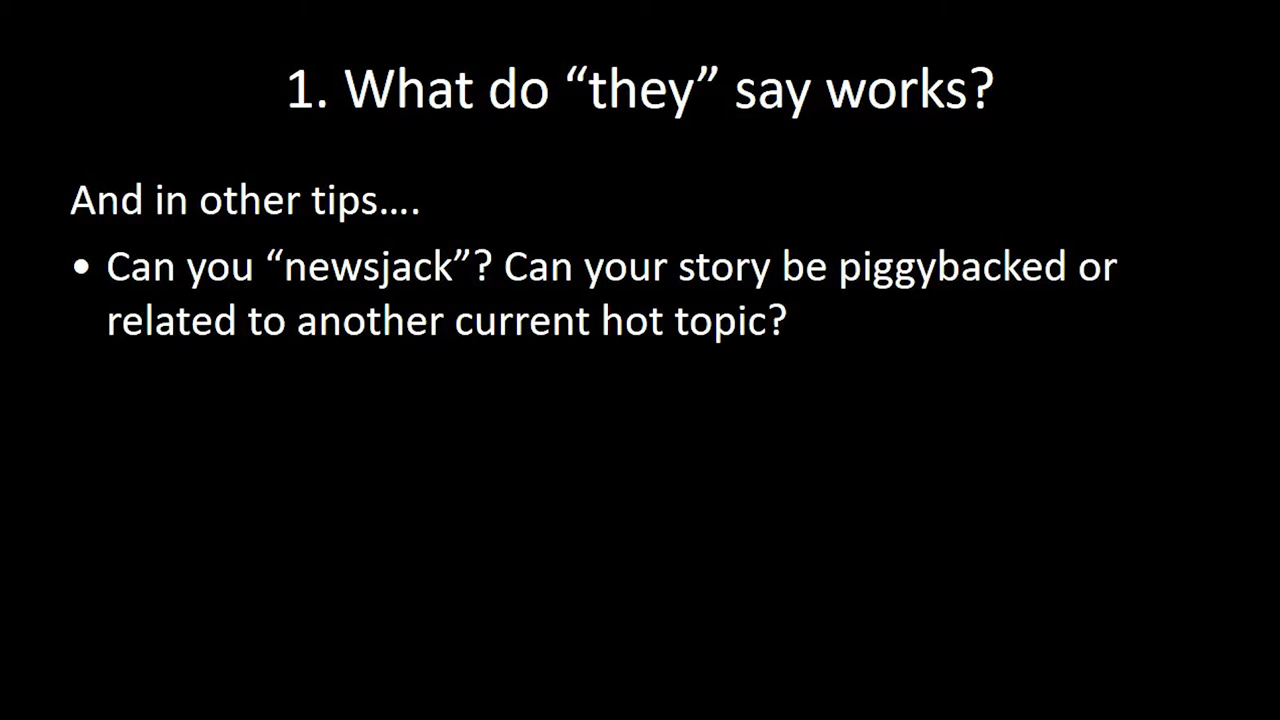 1. What do “they” say works?
And in other tips….
• Can you “newsjack”? Can your story be piggybacked or
related to another current hot topic?